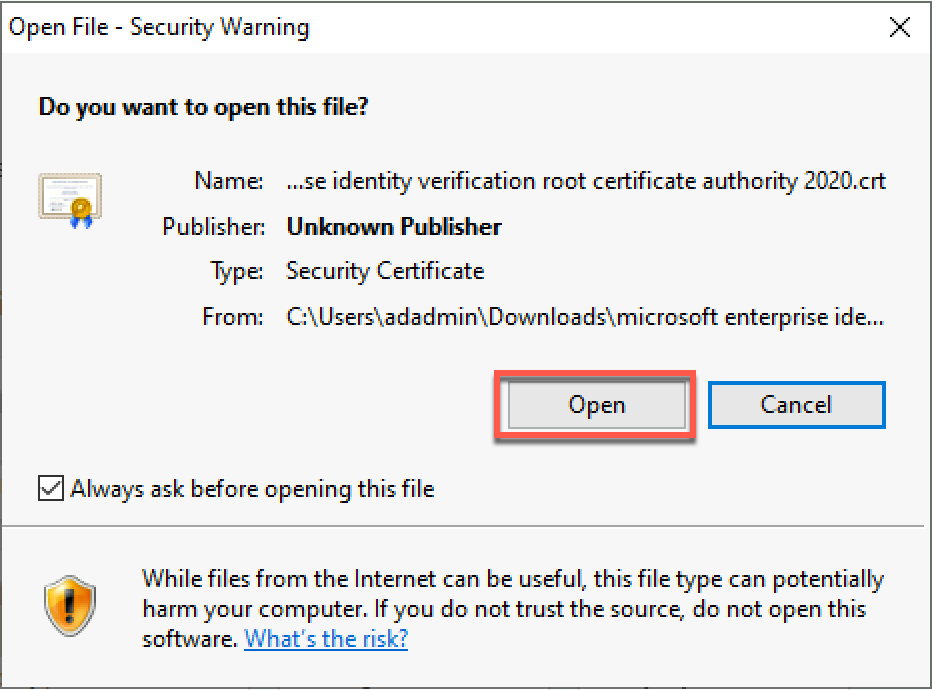 Open File - Security Warning
Do you want to open this file?
Name: ...se identity verification root certificate authority 2020.crt
Publisher: Unknown Publisher
Type: Security Certificate
From: C:\Users\adadmin\Downloads\microsoft enterprise ide...
Open Cancel
Always ask before opening this file
While files from the Internet can be useful, this file type can potentially
harm your computer. If you do not trust the source, do not open this
software. What's the risk?